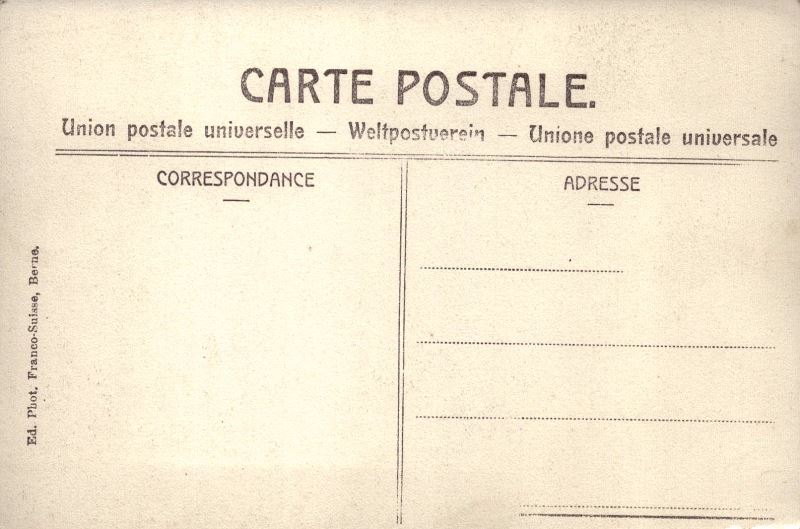 CARTE POSTALE.
Union postale universelle — Weltpostverein — Unione postale universale
CORRESPONDANCE
ADRESSE
Ed. Phot. Franco-Suisse, Berne.